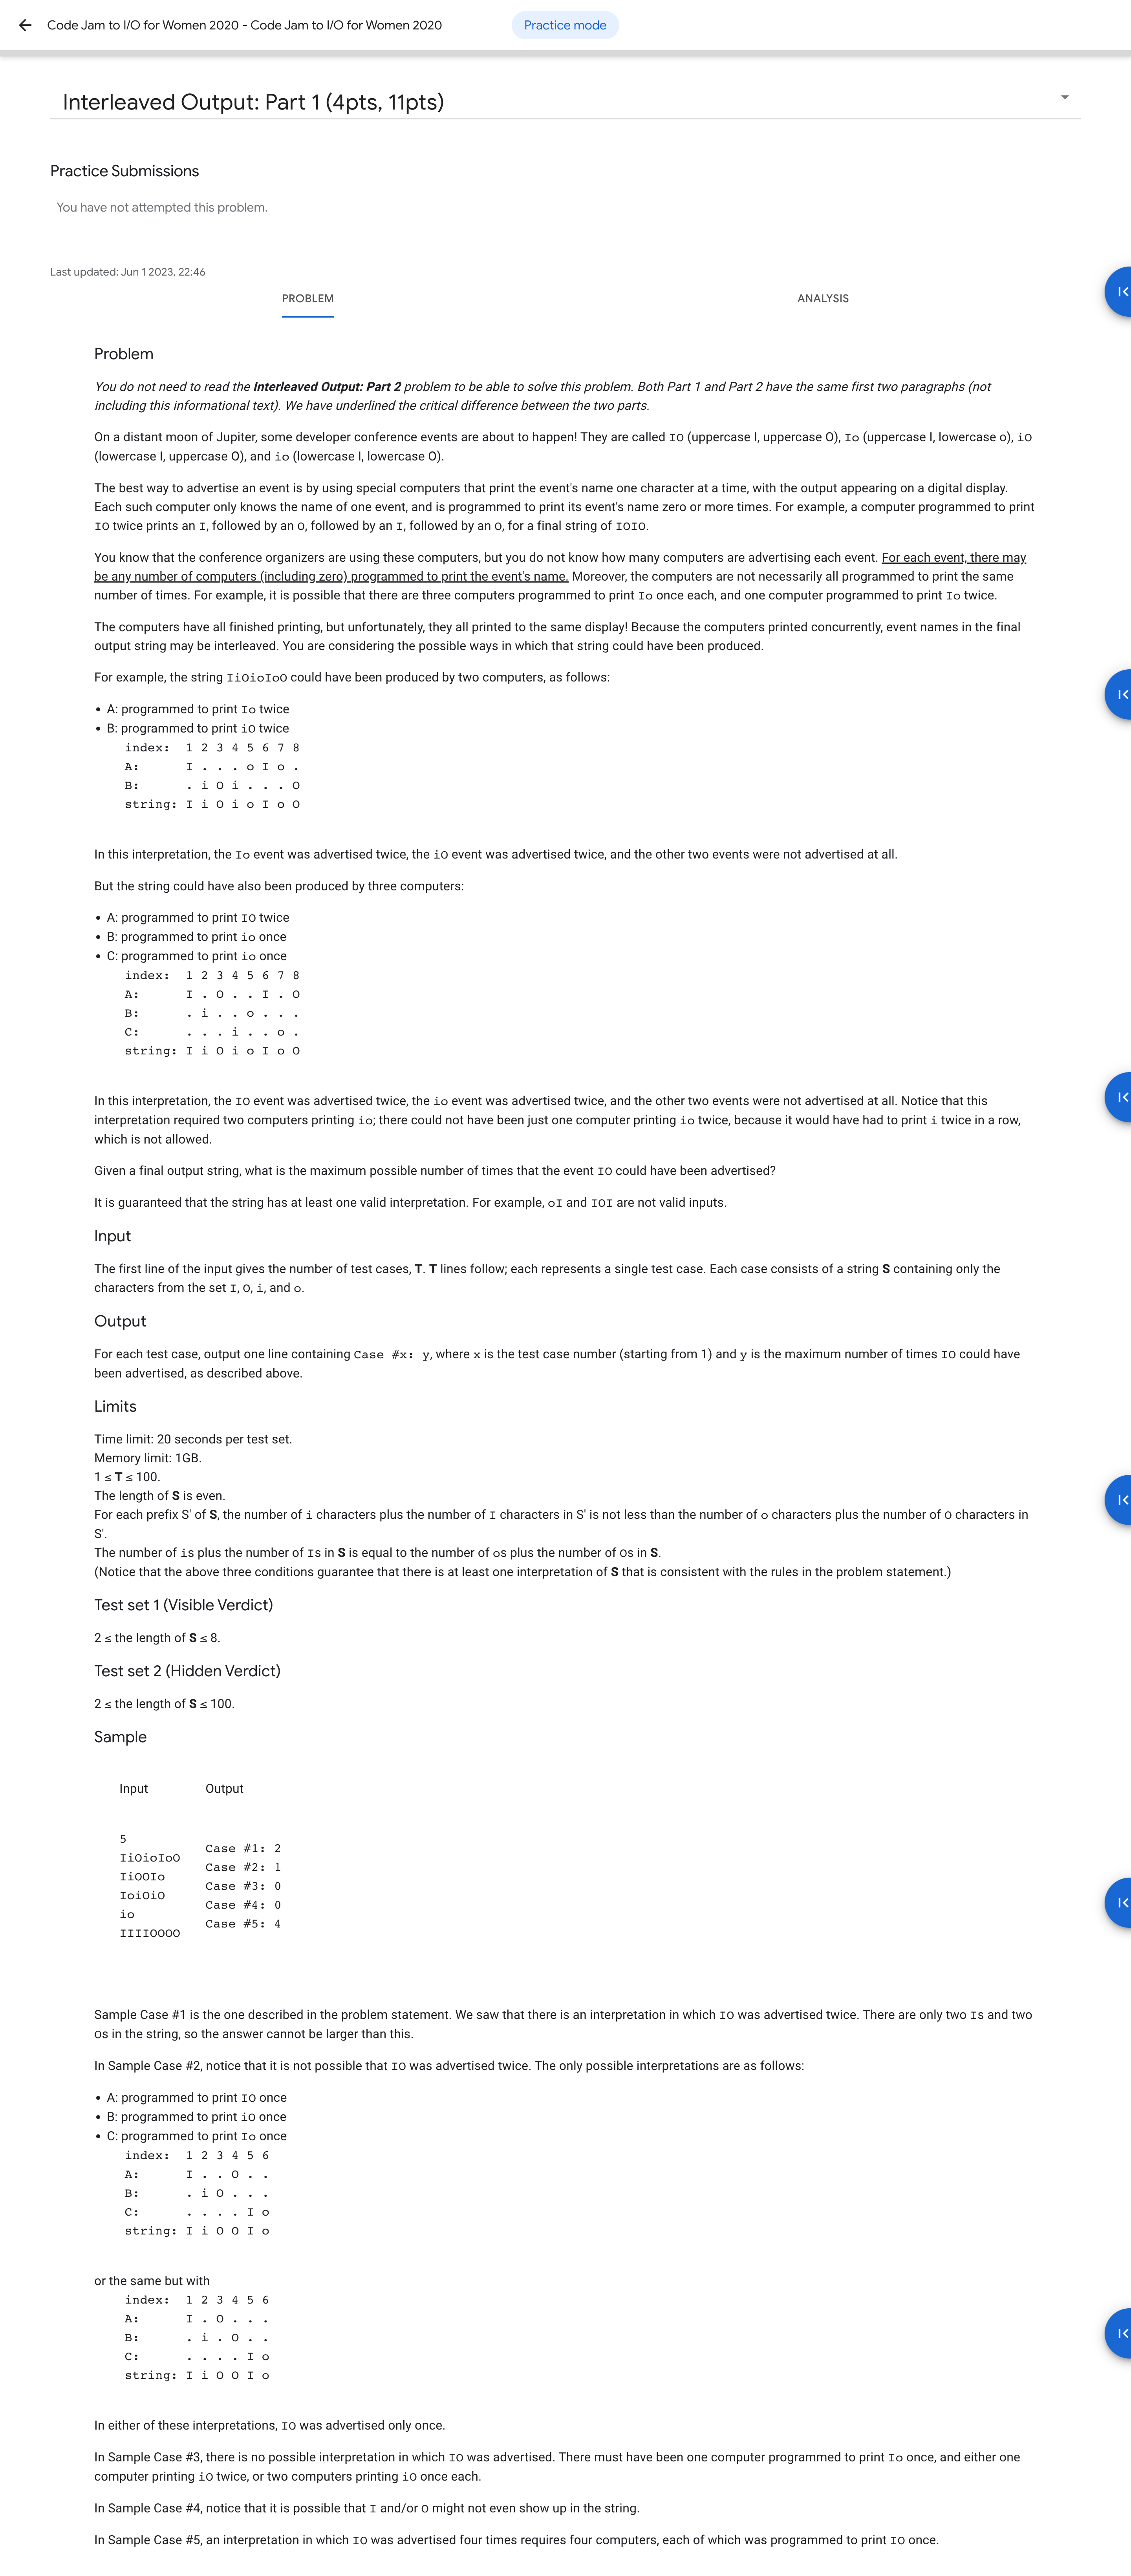 Code Jam to I/O for Women 2020 - Code Jam to I/O for Women 2020
Practice mode
Interleaved Output: Part 1 (4pts, 11pts)
Practice Submissions
You have not attempted this problem.
Last updated: Jun 1 2023, 22:46
PROBLEM
ANALYSIS
Problem
You do not need to read the Interleaved Output: Part 2 problem to be able to solve this problem. Both Part 1 and Part 2 have the same first two paragraphs (not
including this informational text). We have underlined the critical difference between the two parts.
On a distant moon of Jupiter, some developer conference events are about to happen! They are called IO (uppercase I, uppercase O), Io (uppercase I, lowercase o), iO
(lowercase I, uppercase O), and io (lowercase I, lowercase O).
The best way to advertise an event is by using special computers that print the event's name one character at a time, with the output appearing on a digital display.
Each such computer only knows the name of one event, and is programmed to print its event's name zero or more times. For example, a computer programmed to print
IO twice prints an I, followed by an O, followed by an I, followed by an O, for a final string of IOIO.
You know that the conference organizers are using these computers, but you do not know how many computers are advertising each event. For each event, there may
be any number of computers (including zero) programmed to print the event's name. Moreover, the computers are not necessarily all programmed to print the same
number of times. For example, it is possible that there are three computers programmed to print Io once each, and one computer programmed to print Io twice.
The computers have all finished printing, but unfortunately, they all printed to the same display! Because the computers printed concurrently, event names in the final
output string may be interleaved. You are considering the possible ways in which that string could have been produced.
For example, the string IiOioIoO could have been produced by two computers, as follows:
• A: programmed to print Io twice
• B: programmed to print iO twice
index: 1 2 3 4 5 6 7 8
A: I . . . o I o .
B: . i O i . . . O
string: I i O i o I o O
In this interpretation, the Io event was advertised twice, the iO event was advertised twice, and the other two events were not advertised at all.
But the string could have also been produced by three computers:
• A: programmed to print IO twice
• B: programmed to print io once
• C: programmed to print io once
index: 1 2 3 4 5 6 7 8
A: I . O . . I . O
B: . i . . o . . .
C: . . . i . . o .
string: I i O i o I o O
In this interpretation, the IO event was advertised twice, the io event was advertised twice, and the other two events were not advertised at all. Notice that this
interpretation required two computers printing io; there could not have been just one computer printing io twice, because it would have had to print i twice in a row,
which is not allowed.
Given a final output string, what is the maximum possible number of times that the event IO could have been advertised?
It is guaranteed that the string has at least one valid interpretation. For example, oI and IOI are not valid inputs.
Input
The first line of the input gives the number of test cases, T. T lines follow; each represents a single test case. Each case consists of a string S containing only the
characters from the set I, O, i, and o.
Output
For each test case, output one line containing Case #x: y, where x is the test case number (starting from 1) and y is the maximum number of times IO could have
been advertised, as described above.
Limits
Time limit: 20 seconds per test set.
Memory limit: 1GB.
1 ≤ T ≤ 100.
The length of S is even.
For each prefix S' of S, the number of i characters plus the number of I characters in S' is not less than the number of o characters plus the number of O characters in
S'.
The number of is plus the number of Is in S is equal to the number of os plus the number of Os in S.
(Notice that the above three conditions guarantee that there is at least one interpretation of S that is consistent with the rules in the problem statement.)
Test set 1 (Visible Verdict)
2 ≤ the length of S ≤ 8.
Test set 2 (Hidden Verdict)
2 ≤ the length of S ≤ 100.
Sample
Input
Output
5
IiOioIoO
IiOOIo
IoiOiO
io
IIIIOOOO
Case #1: 2
Case #2: 1
Case #3: 0
Case #4: 0
Case #5: 4
Sample Case #1 is the one described in the problem statement. We saw that there is an interpretation in which IO was advertised twice. There are only two Is and two
Os in the string, so the answer cannot be larger than this.
In Sample Case #2, notice that it is not possible that IO was advertised twice. The only possible interpretations are as follows:
• A: programmed to print IO once
• B: programmed to print iO once
• C: programmed to print Io once
index: 1 2 3 4 5 6
A: I . . O . .
B: . i O . . .
C: . . . . I o
string: I i O O I o
or the same but with
index: 1 2 3 4 5 6
A: I . O . . .
B: . i . O . .
C: . . . . I o
string: I i O O I o
In either of these interpretations, IO was advertised only once.
In Sample Case #3, there is no possible interpretation in which IO was advertised. There must have been one computer programmed to print Io once, and either one
computer printing iO twice, or two computers printing iO once each.
In Sample Case #4, notice that it is possible that I and/or O might not even show up in the string.
In Sample Case #5, an interpretation in which IO was advertised four times requires four computers, each of which was programmed to print IO once.